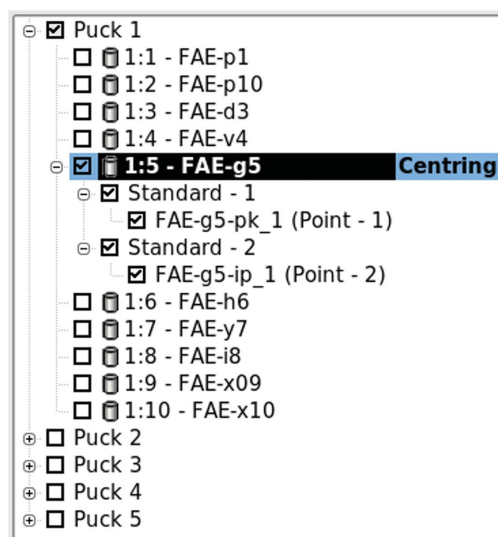 Puck 1
1:1 - FAE-p1
1:2 - FAE-p10
1:3 - FAE-d3
1:4 - FAE-v4
1:5 - FAE-g5 Centring
Standard - 1
FAE-g5-pk_1 (Point - 1)
Standard - 2
FAE-g5-ip_1 (Point - 2)
1:6 - FAE-h6
1:7 - FAE-y7
1:8 - FAE-i8
1:9 - FAE-x09
1:10 - FAE-x10
Puck 2
Puck 3
Puck 4
Puck 5